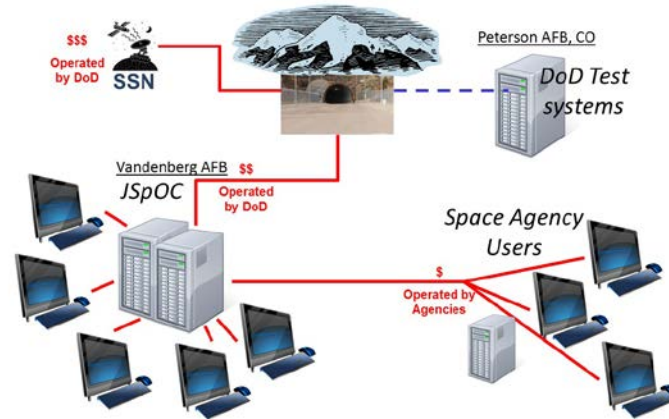 $$$
Operated
by DoD
SSN
Peterson AFB, CO
DoD Test
systems
Vandenberg AFB
JSpOC
$$
Operated
by DoD
Space Agency
Users
$
Operated by
Agencies